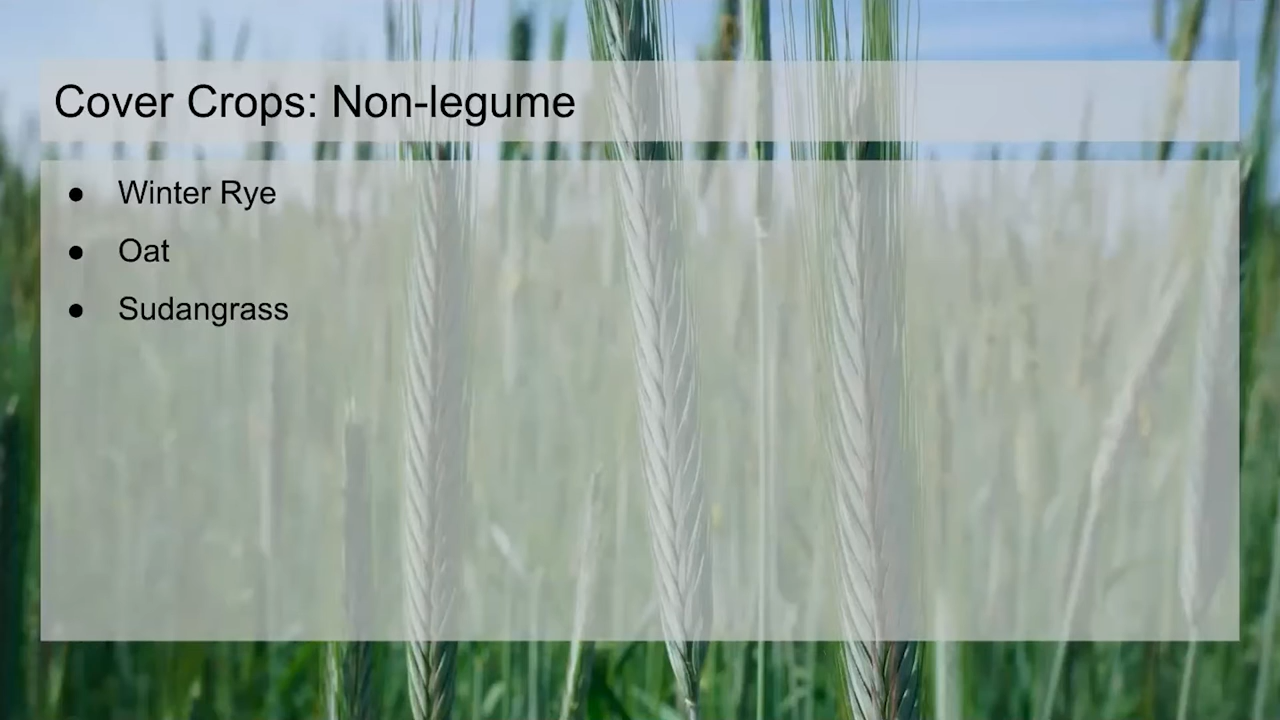 Cover Crops: Non-legume
● Winter Rye
● Oat
● Sudangrass